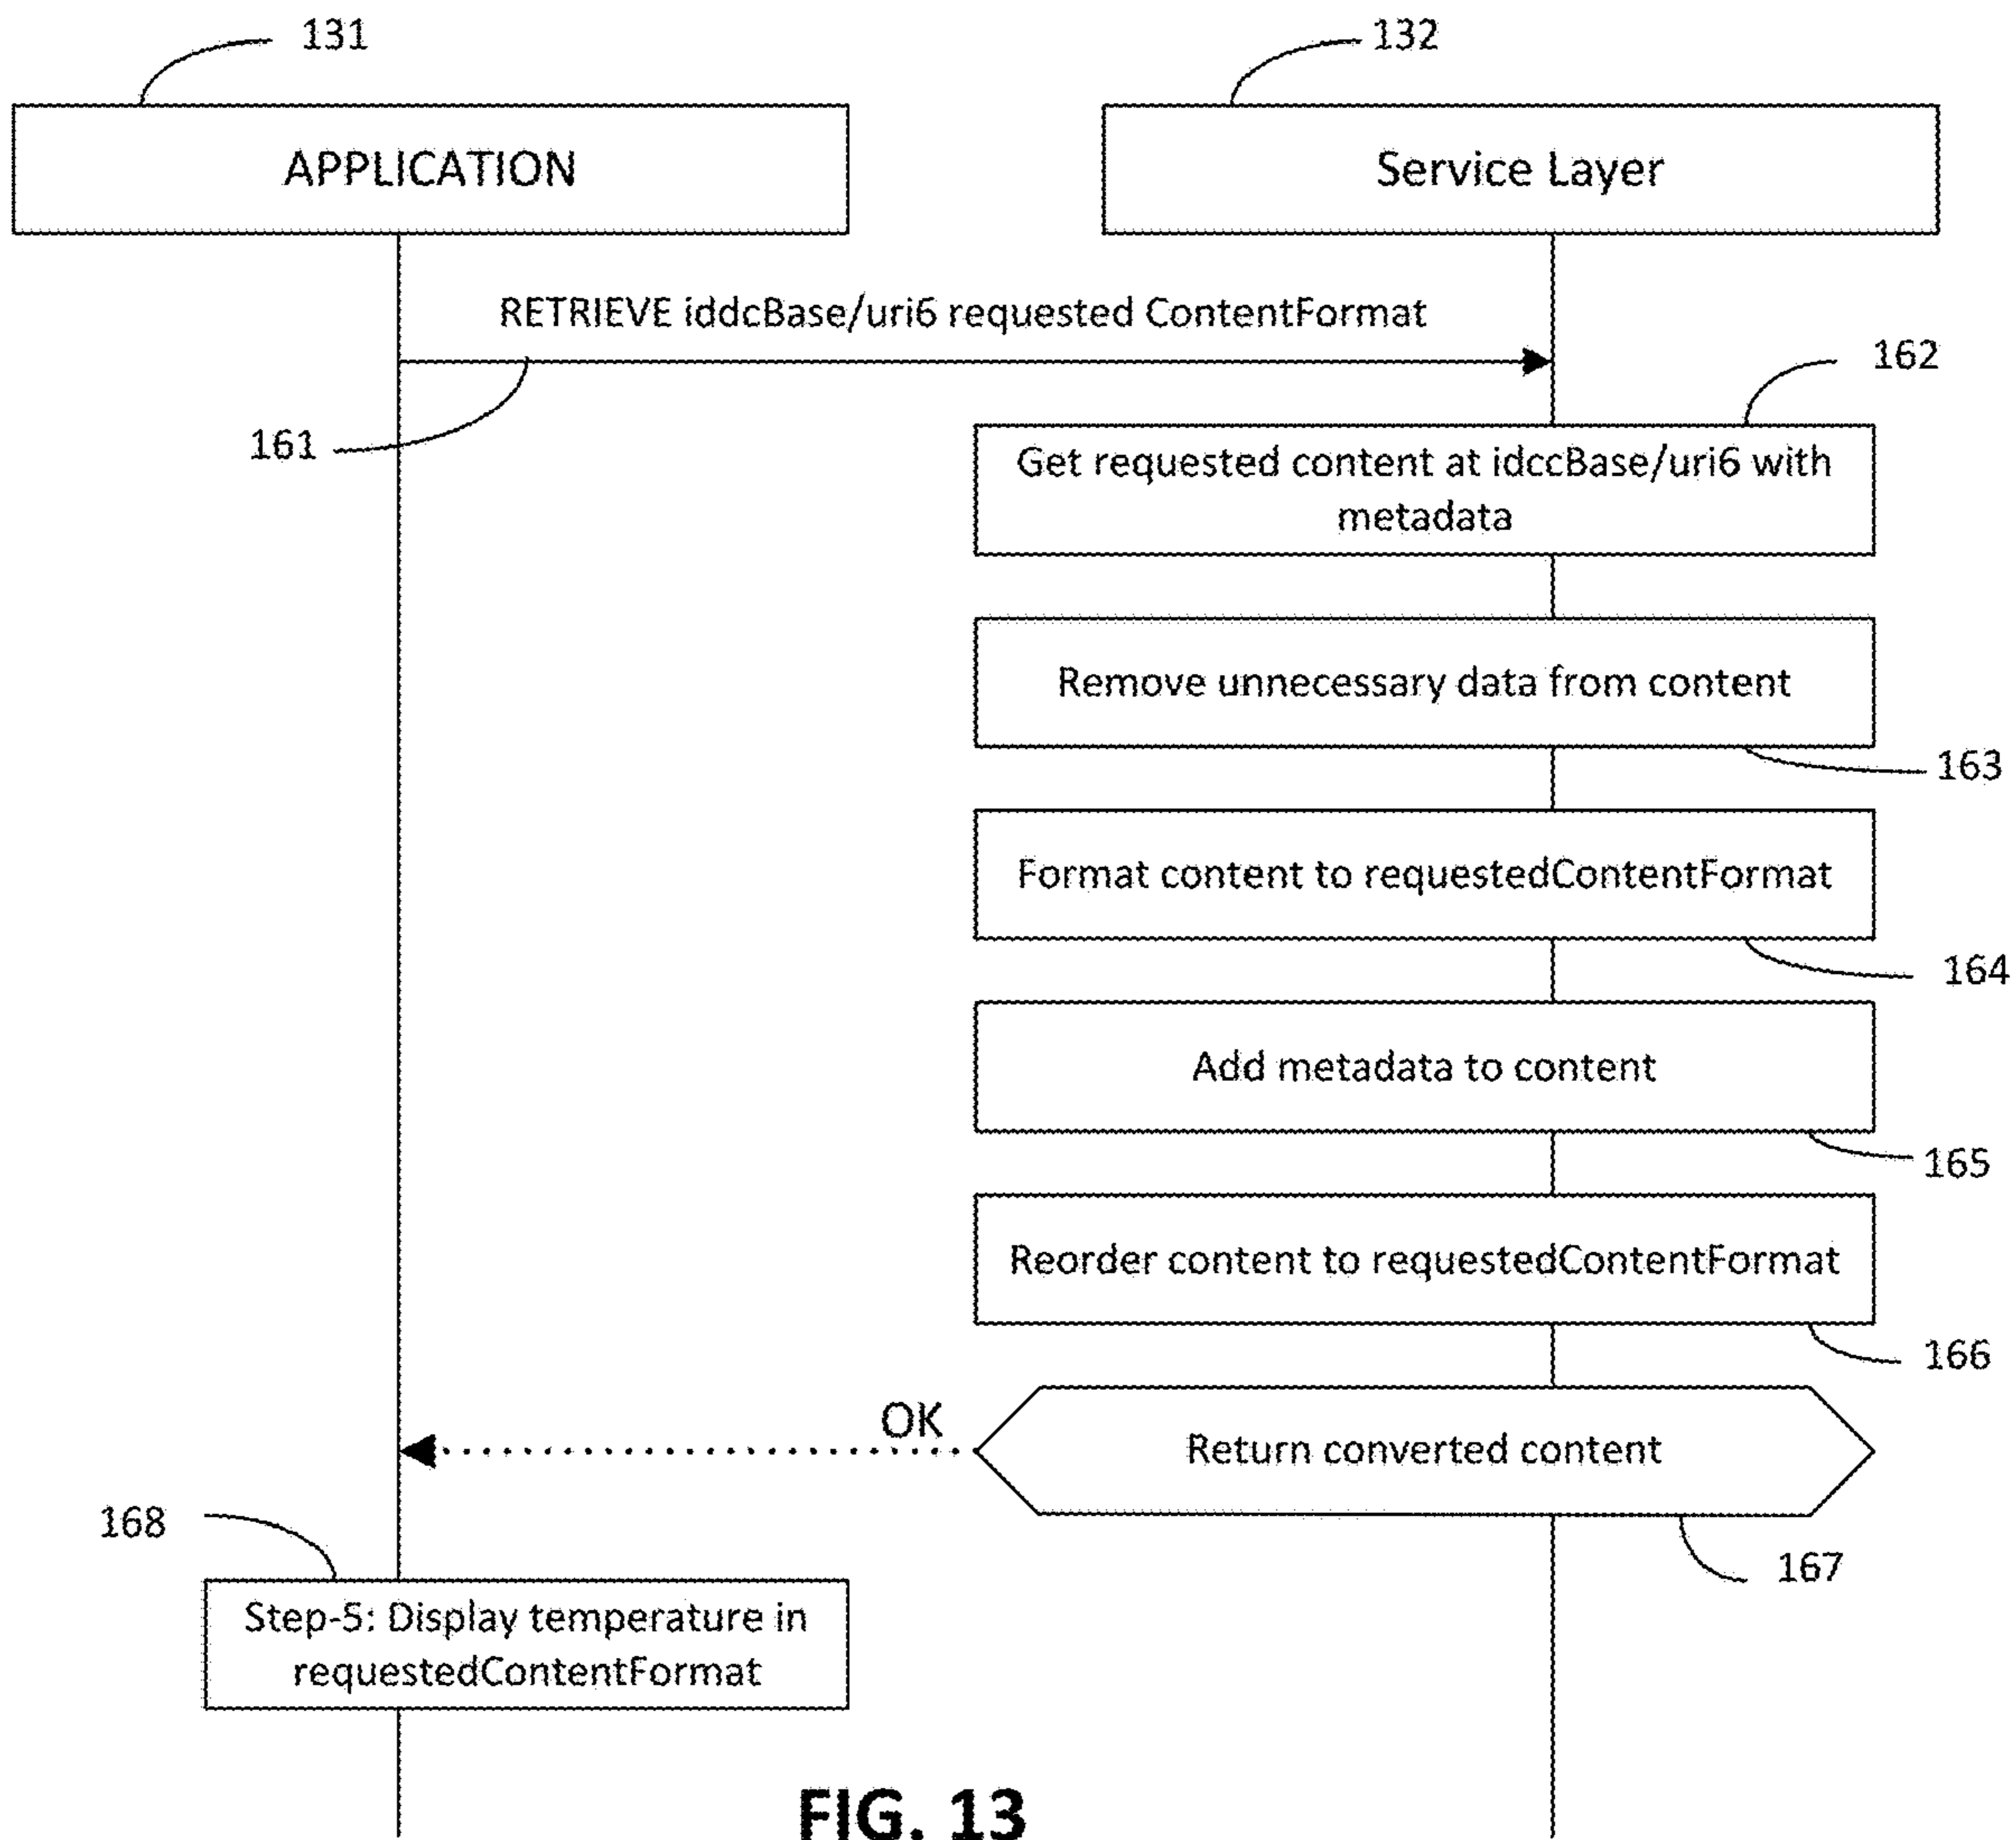 131
132
APPLICATION
Service Layer
RETRIEVE iddcBase/uri6 requested ContentFormat
161
162
Get requested content at idccBase/uri6 with
metadata
Remove unnecessary data from content
163
Format content to requestedContentFormat
164
Add metadata to content
165
Reorder content to requestedContentFormat
166
OK
Return converted content
167
168
Step-5: Display temperature in
requestedContentFormat
FIG. 13